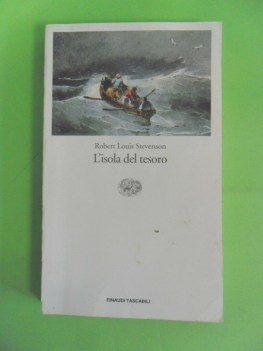 Robert Louis Stevenson
L'isola del tesoro
EINAUDI TASCABILI